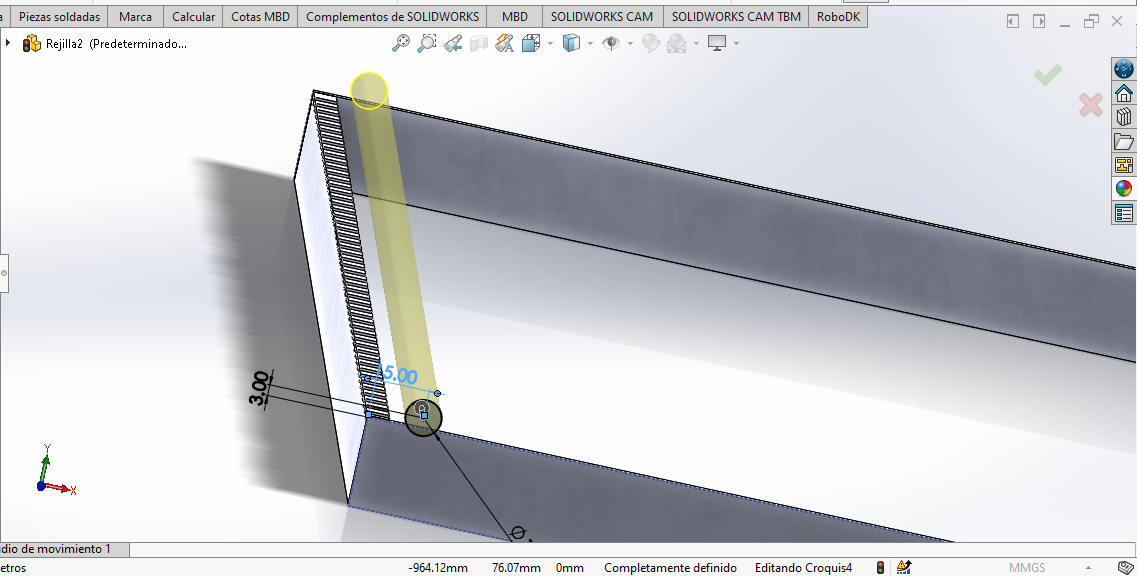 Piezas soldadas Marca Calcular Cotas MBD Complementos de SOLIDWORKS MBD SOLIDWORKS CAM SOLIDWORKS CAM TBM RoboDK
Rejilla2 (Predeterminado...
5.00
3.00
Ø
Y
X
dio de movimiento 1
etros -964.12mm 76.07mm 0mm Completamente definido Editando Croquis4 MMGS